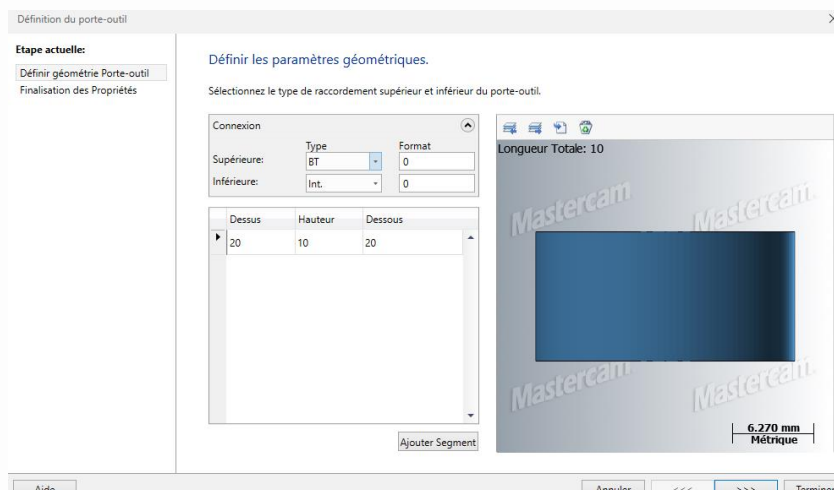 Définition du porte-outil
Etape actuelle:
Définir géométrie Porte-outil
Finalisation des Propriétés
Définir les paramètres géométriques.
Sélectionnez le type de raccordement supérieur et inférieur du porte-outil.
Connexion
Type Format
Supérieure: BT 0
Inférieure: Int. 0
Dessus Hauteur Dessous
20 10 20
Ajouter Segment
Longueur Totale: 10
Mastercam Mastercam
Mastercam Mastercam
6.270 mm
Métrique
Aide Annuler <<< >>> Terminer